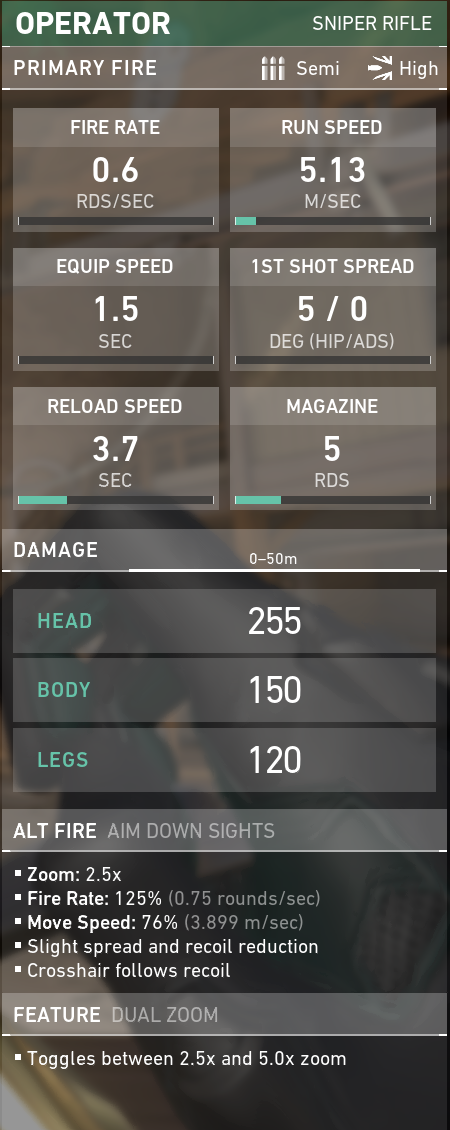 OPERATOR SNIPER RIFLE
PRIMARY FIRE Semi High
FIRE RATE RUN SPEED
0.6 5.13
RDS/SEC M/SEC
EQUIP SPEED 1ST SHOT SPREAD
1.5 5 / 0
SEC DEG (HIP/ADS)
RELOAD SPEED MAGAZINE
3.7 5
SEC RDS
DAMAGE 0–50m
HEAD 255
BODY 150
LEGS 120
ALT FIRE AIM DOWN SIGHTS
Zoom: 2.5x
Fire Rate: 125% (0.75 rounds/sec)
Move Speed: 76% (3.899 m/sec)
Slight spread and recoil reduction
Crosshair follows recoil
FEATURE DUAL ZOOM
Toggles between 2.5x and 5.0x zoom